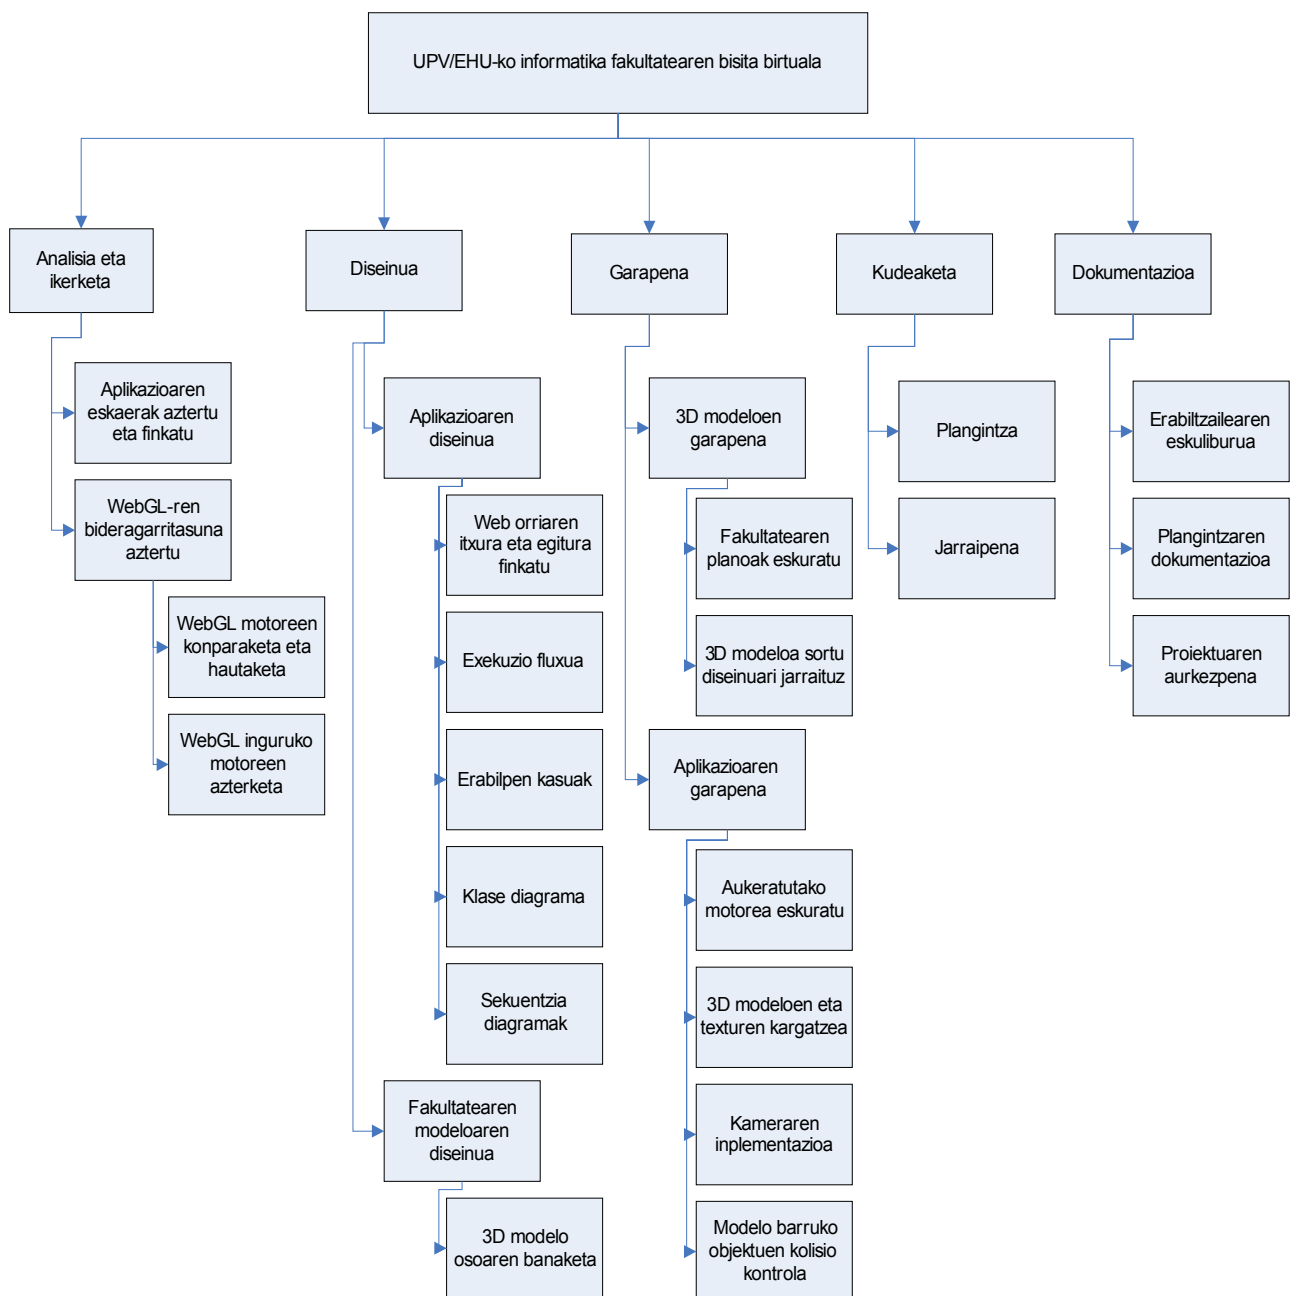 UPV/EHU-ko informatika fakultatearen bisita birtuala
Analisia eta
ikerketa
Aplikazioaren
eskaerak aztertu
eta finkatu
WebGL-ren
bideragarritasuna
aztertu
WebGL motoreen
konparaketa eta
hautaketa
WebGL inguruko
motoreen
azterketa
Diseinua
Aplikazioaren
diseinua
Web orriaren
itxura eta egitura
finkatu
Exekuzio fluxua
Erabilpen kasuak
Klase diagrama
Sekuentzia
diagramak
Fakultatearen
modeloaren
diseinua
3D modelo
osoaren banaketa
Garapena
3D modeloen
garapena
Fakultatearen
planoak eskuratu
3D modeloa sortu
diseinuari jarraituz
Aplikazioaren
garapena
Aukeratutako
motorea eskuratu
3D modeloen eta
texturen kargatzea
Kameraren
inplementazioa
Modelo barruko
objektuen kolisio
kontrola
Kudeaketa
Plangintza
Jarraipena
Dokumentazioa
Erabiltzailearen
eskuliburua
Plangintzaren
dokumentazioa
Proiektuaren
aurkezpena